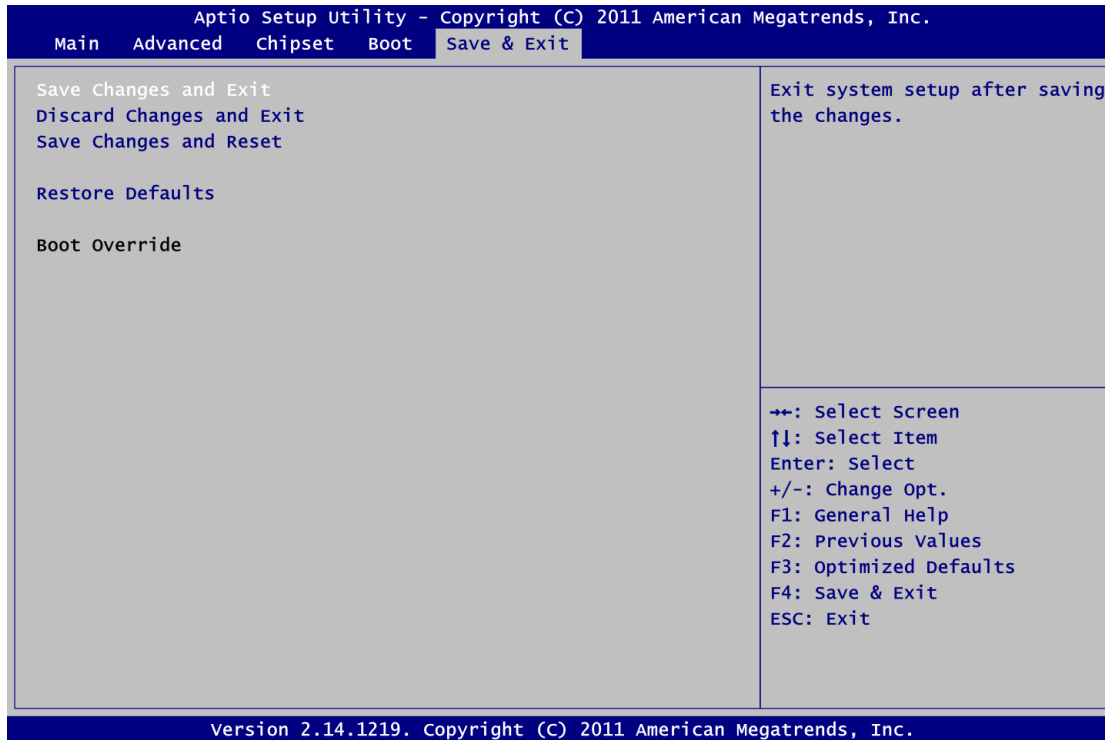 Aptio Setup Utility - Copyright (C) 2011 American Megatrends, Inc.
Main Advanced Chipset Boot Save & Exit
Save Changes and Exit
Discard Changes and Exit
Save Changes and Reset
Restore Defaults
Boot Override
Exit system setup after saving
the changes.
→←: Select Screen
↑↓: Select Item
Enter: Select
+/-: Change Opt.
F1: General Help
F2: Previous Values
F3: Optimized Defaults
F4: Save & Exit
ESC: Exit
Version 2.14.1219. Copyright (C) 2011 American Megatrends, Inc.